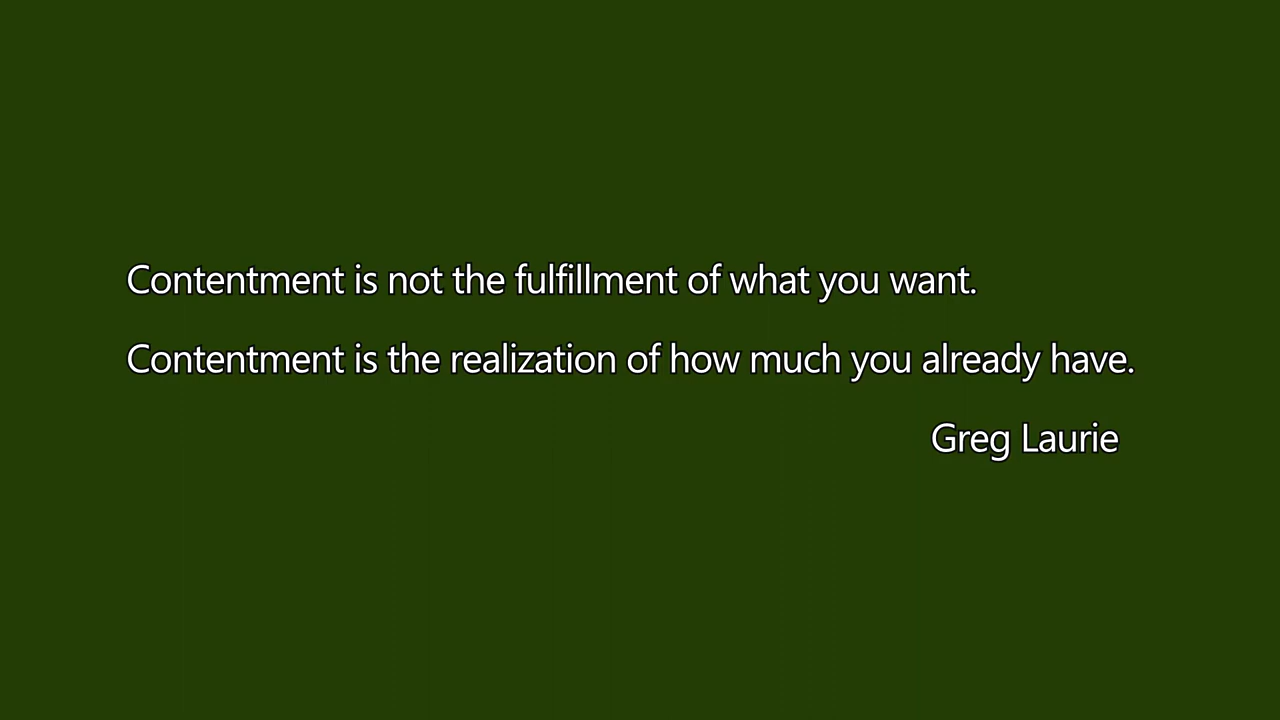 Contentment is not the fulfillment of what you want.
Contentment is the realization of how much you already have.
Greg Laurie